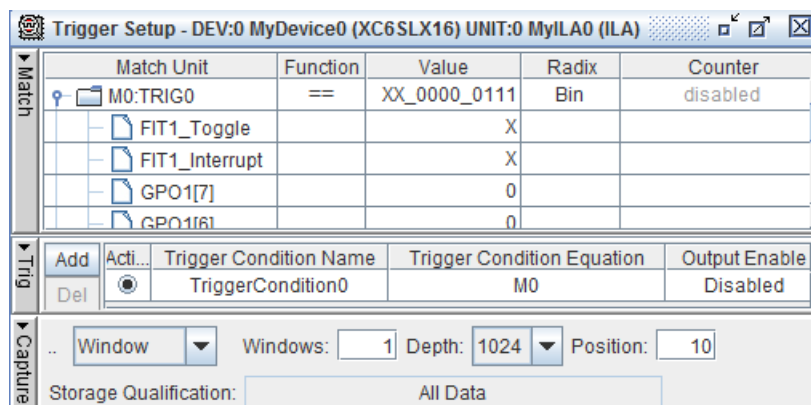 Trigger Setup - DEV:0 MyDevice0 (XC6SLX16) UNIT:0 MyILA0 (ILA)
Match
Match Unit Function Value Radix Counter
M0:TRIG0 == XX_0000_0111 Bin disabled
FIT1_Toggle X
FIT1_Interrupt X
GPO1[7] 0
GPO1[6] 0
Trig
Add Acti... Trigger Condition Name Trigger Condition Equation Output Enable
Del TriggerCondition0 M0 Disabled
Capture
.. Window Windows: 1 Depth: 1024 Position: 10
Storage Qualification: All Data